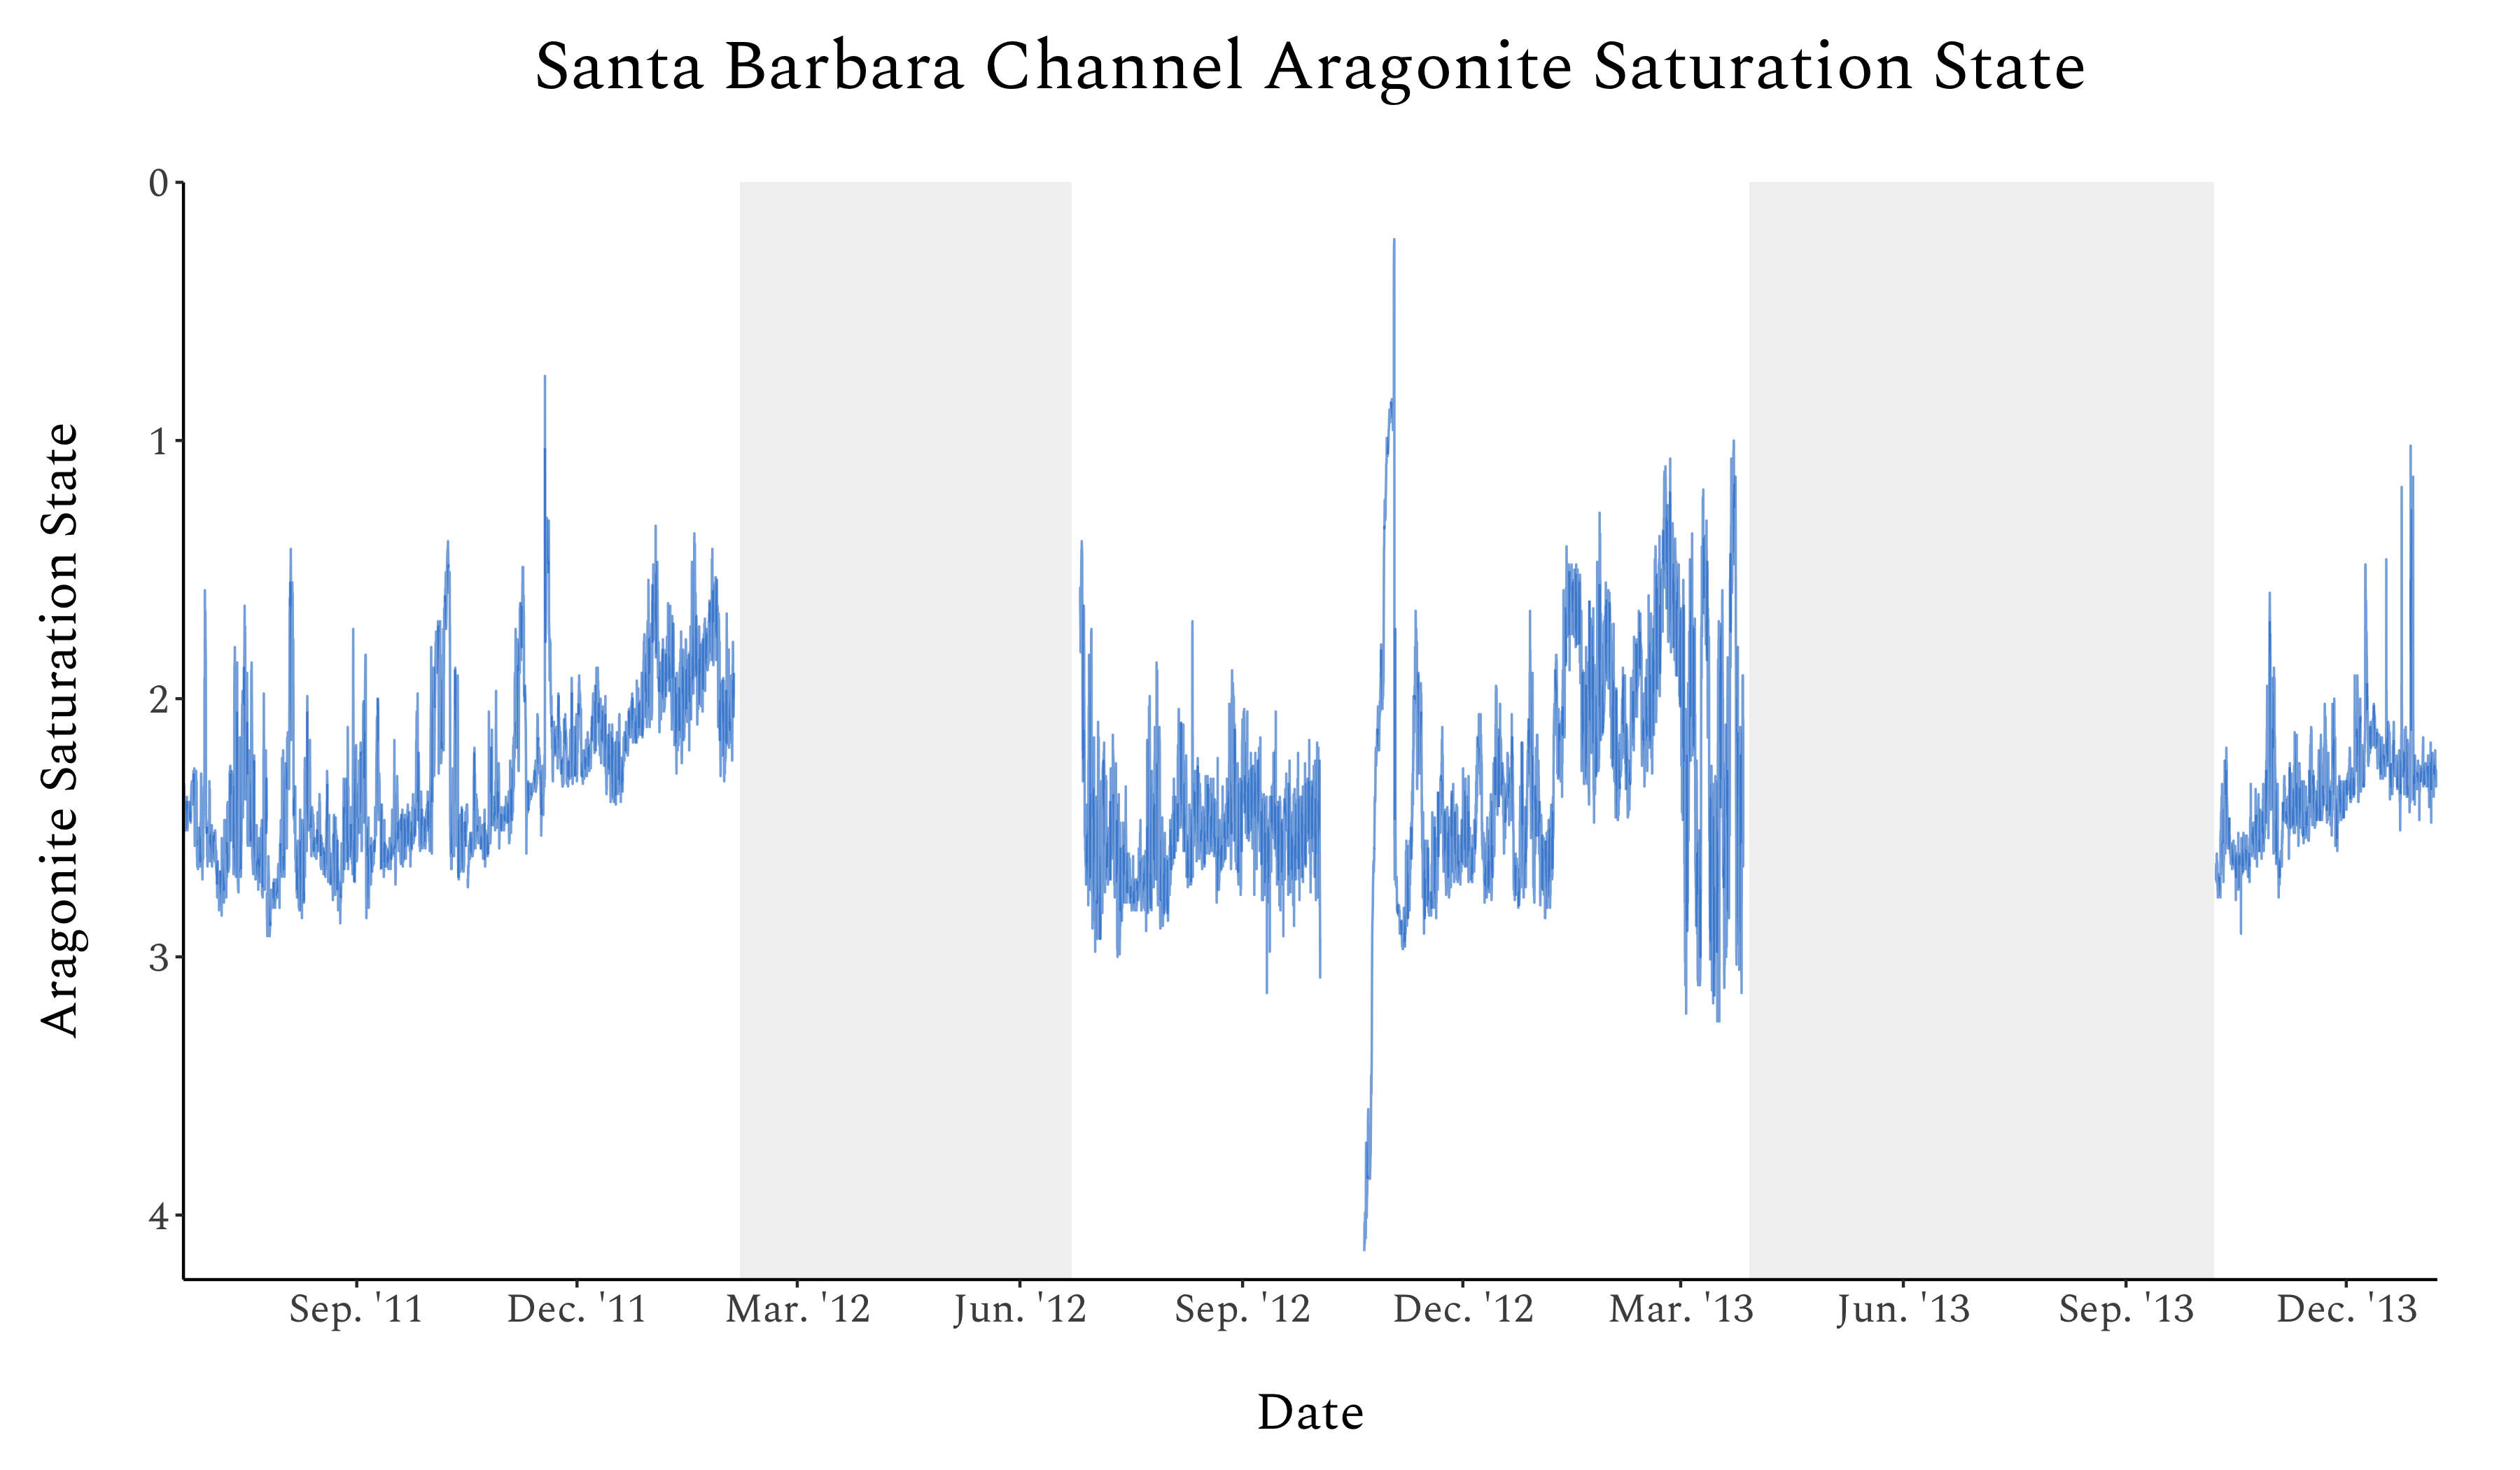 Santa Barbara Channel Aragonite Saturation State
Aragonite Saturation State
0
1
2
3
4
Sep. '11 Dec. '11 Mar. '12 Jun. '12 Sep. '12 Dec. '12 Mar. '13 Jun. '13 Sep. '13 Dec. '13
Date